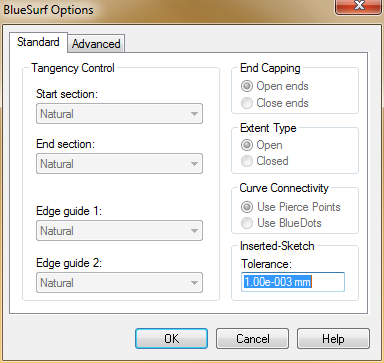 BlueSurf Options
Standard
Advanced
Tangency Control
Start section:
Natural
End section:
Natural
Edge guide 1:
Natural
Edge guide 2:
Natural
End Capping
Open ends
Close ends
Extent Type
Open
Closed
Curve Connectivity
Use Pierce Points
Use BlueDots
Inserted-Sketch
Tolerance:
1.00e-003 mm
OK
Cancel
Help